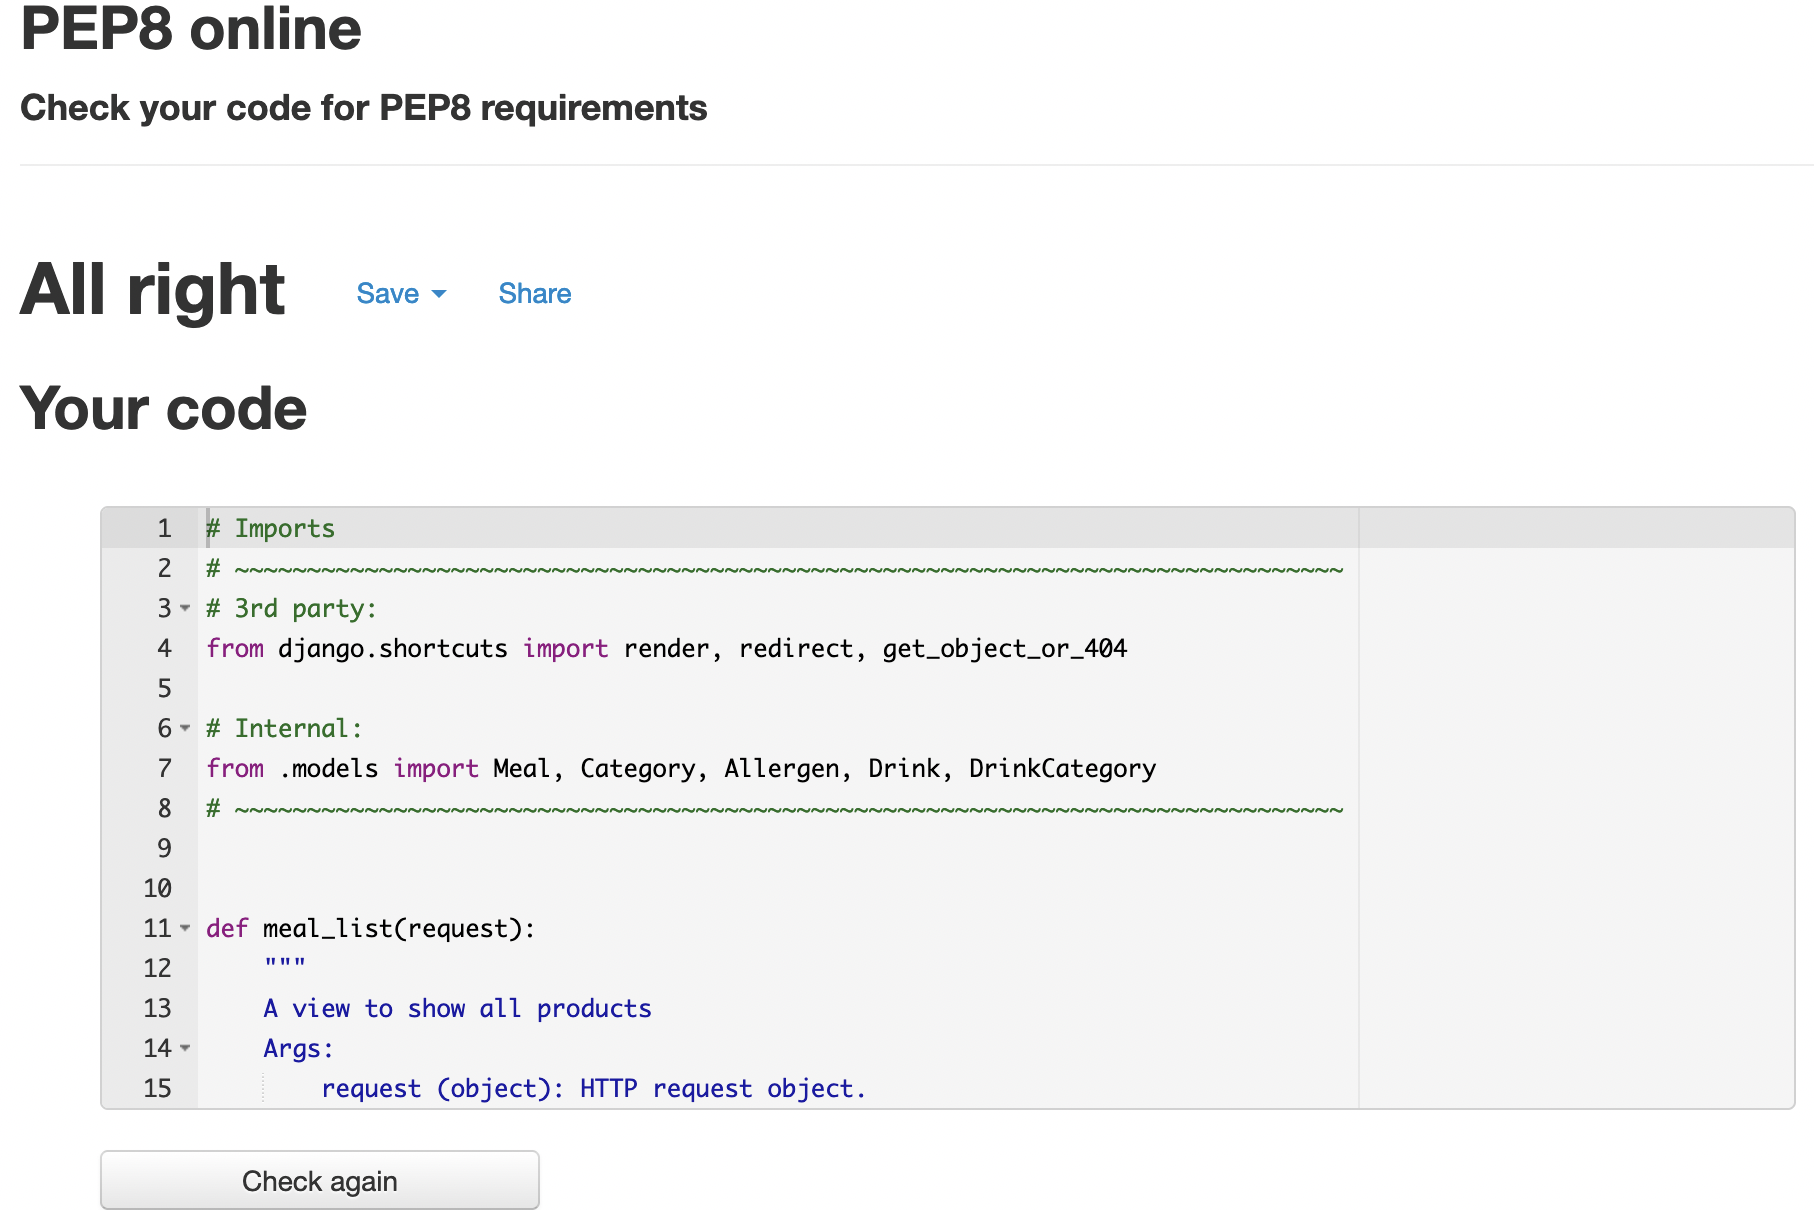 PEP8 online
Check your code for PEP8 requirements
All right Save Share
Your code
1 # Imports
2 # ~~~~~~~~~~~~~~~~~~~~~~~~~~~~~~~~~~~~~~~~~~~~~~~~~~~~~~~~~~~~~~~~~~~~~~~~~~~~~
3 # 3rd party:
4 from django.shortcuts import render, redirect, get_object_or_404
5
6 # Internal:
7 from .models import Meal, Category, Allergen, Drink, DrinkCategory
8 # ~~~~~~~~~~~~~~~~~~~~~~~~~~~~~~~~~~~~~~~~~~~~~~~~~~~~~~~~~~~~~~~~~~~~~~~~~~~~~
9
10
11 def meal_list(request):
12     """
13     A view to show all products
14     Args:
15         request (object): HTTP request object.
Check again